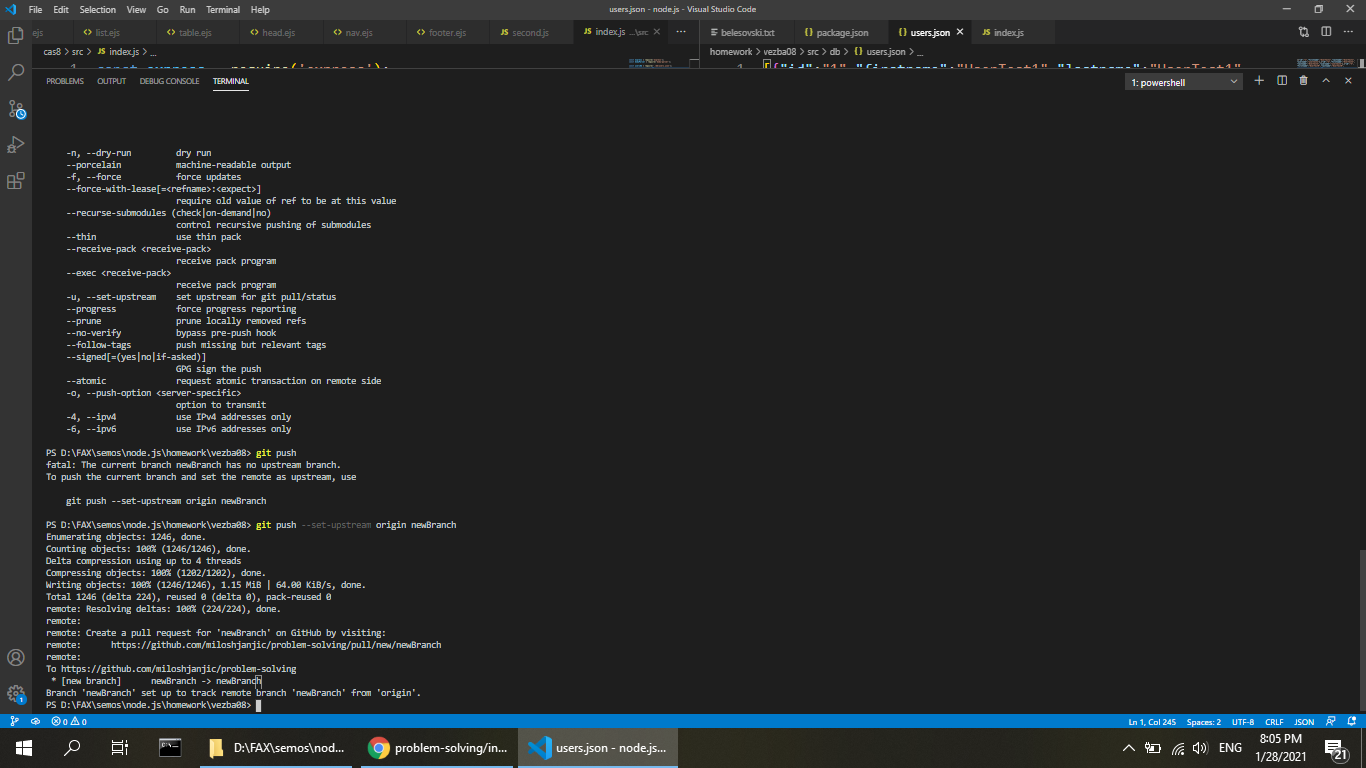 File Edit Selection View Go Run Terminal Help users.json - node.js - Visual Studio Code
ejs list.ejs table.ejs head.ejs nav.ejs footer.ejs JS second.js JS index.js ...\src ... belesovski.txt package.json users.json JS index.js ...
cas8 > src > JS index.js > ...
homework > vezba08 > src > db > {} users.json > ...
1 const express = require('express');
1 [{"id":"1","firstname":"UserTest1","lastname":"UserTest1"
PROBLEMS OUTPUT DEBUG CONSOLE TERMINAL 1: powershell
-n, --dry-run dry run
--porcelain machine-readable output
-f, --force force updates
--force-with-lease[=<refname>:<expect>]
require old value of ref to be at this value
--recurse-submodules (check|on-demand|no)
control recursive pushing of submodules
--thin use thin pack
--receive-pack <receive-pack>
receive pack program
--exec <receive-pack>
receive pack program
-u, --set-upstream set upstream for git pull/status
--progress force progress reporting
--prune prune locally removed refs
--no-verify bypass pre-push hook
--follow-tags push missing but relevant tags
--signed[=(yes|no|if-asked)]
GPG sign the push
--atomic request atomic transaction on remote side
-o, --push-option <server-specific>
option to transmit
-4, --ipv4 use IPv4 addresses only
-6, --ipv6 use IPv6 addresses only
PS D:\FAX\semos\node.js\homework\vezba08> git push
fatal: The current branch newBranch has no upstream branch.
To push the current branch and set the remote as upstream, use
git push --set-upstream origin newBranch
PS D:\FAX\semos\node.js\homework\vezba08> git push --set-upstream origin newBranch
Enumerating objects: 1246, done.
Counting objects: 100% (1246/1246), done.
Delta compression using up to 4 threads
Compressing objects: 100% (1202/1202), done.
Writing objects: 100% (1246/1246), 1.15 MiB | 64.00 KiB/s, done.
Total 1246 (delta 224), reused 0 (delta 0), pack-reused 0
remote: Resolving deltas: 100% (224/224), done.
remote:
remote: Create a pull request for 'newBranch' on GitHub by visiting:
remote: https://github.com/miloshjanjic/problem-solving/pull/new/newBranch
remote:
To https://github.com/miloshjanjic/problem-solving
* [new branch] newBranch -> newBranch
Branch 'newBranch' set up to track remote branch 'newBranch' from 'origin'.
PS D:\FAX\semos\node.js\homework\vezba08>
1
0 0 Ln 1, Col 245 Spaces: 2 UTF-8 CRLF JSON
D:\FAX\semos\nod... problem-solving/in... users.json - node.js... ENG 8:05 PM
1/28/2021 21